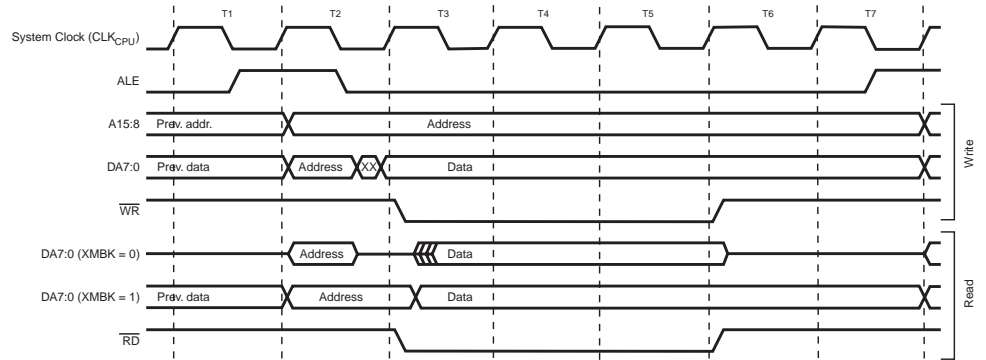 T1 T2 T3 T4 T5 T6 T7
System Clock (CLKCPU)
ALE
A15:8 Prev. addr. Address
DA7:0 Prev. data Address XX Data
WR
Write
DA7:0 (XMBK = 0) Address Data
DA7:0 (XMBK = 1) Prev. data Address Data
RD
Read